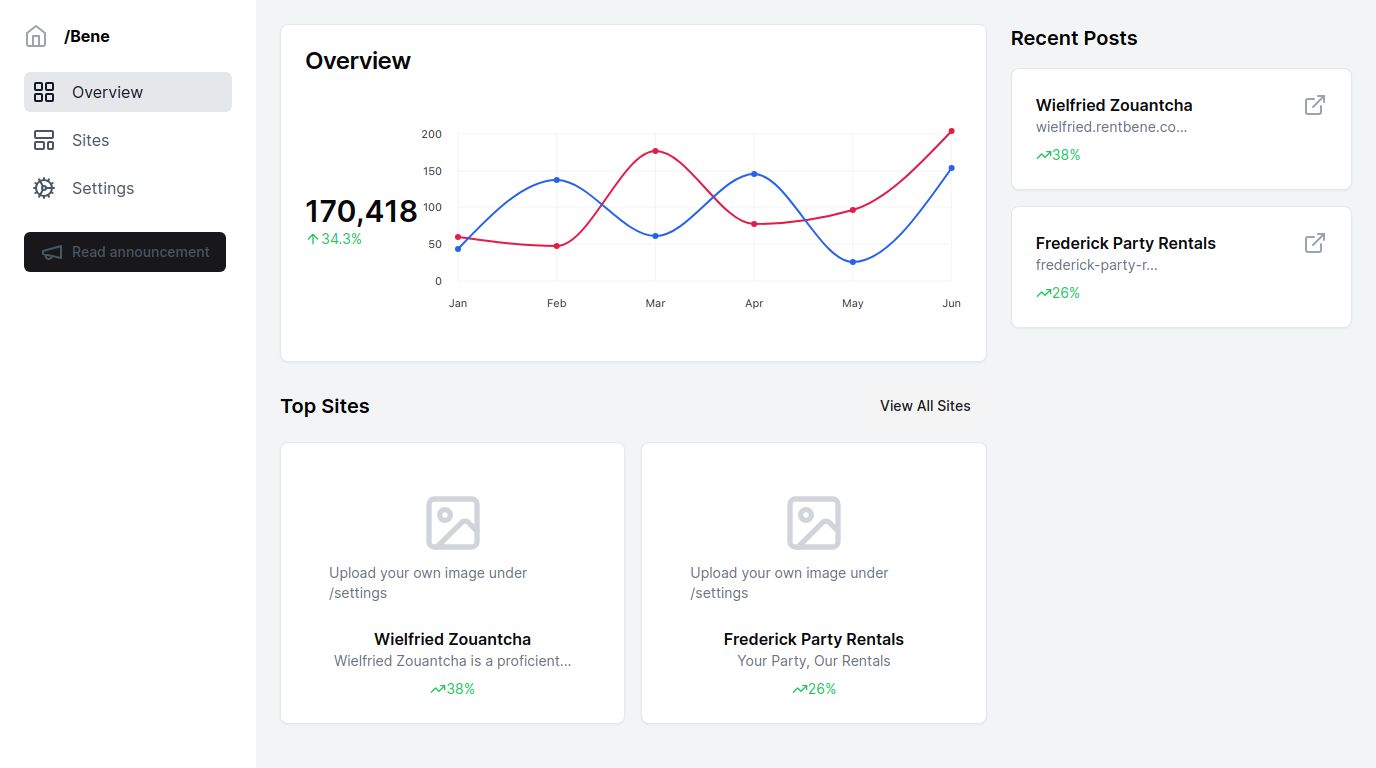 /Bene
Overview
Sites
Settings
Read announcement
Overview
170,418
34.3%
200
150
100
50
0
Jan Feb Mar Apr May Jun
Top Sites
View All Sites
Upload your own image under
/settings
Wielfried Zouantcha
Wielfried Zouantcha is a proficient...
38%
Upload your own image under
/settings
Frederick Party Rentals
Your Party, Our Rentals
26%
Recent Posts
Wielfried Zouantcha
wielfried.rentbene.co...
38%
Frederick Party Rentals
frederick-party-r...
26%